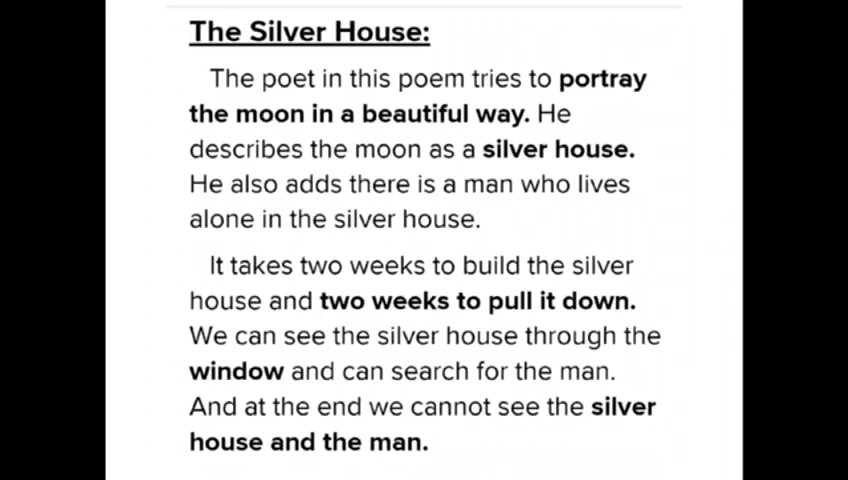 The Silver House:
The poet in this poem tries to portray
the moon in a beautiful way. He
describes the moon as a silver house.
He also adds there is a man who lives
alone in the silver house.
It takes two weeks to build the silver
house and two weeks to pull it down.
We can see the silver house through the
window and can search for the man.
And at the end we cannot see the silver
house and the man.